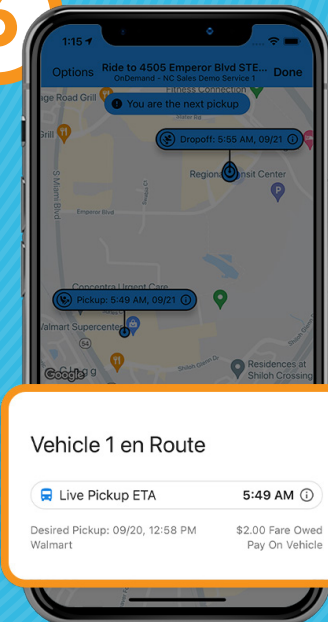 1:15
Options Ride to 4505 Emperor Blvd STE... Done
OnDemand - NC Sales Demo Service 1
Fitness Connection
age Road Grill
You are the next pickup
Grill
Dropoff: 5:55 AM, 09/21
Regional nsit Center
P
S Miami Blvd
Emperor Blvd
Concentra Urgent Care
Pickup: 5:49 AM, 09/21
Walmart Supercenter
54
Shiloh Glenn Dr
Residences at
Shiloh Crossing
Google
Vehicle 1 en Route
Live Pickup ETA 5:49 AM
Desired Pickup: 09/20, 12:58 PM $2.00 Fare Owed
Walmart Pay On Vehicle